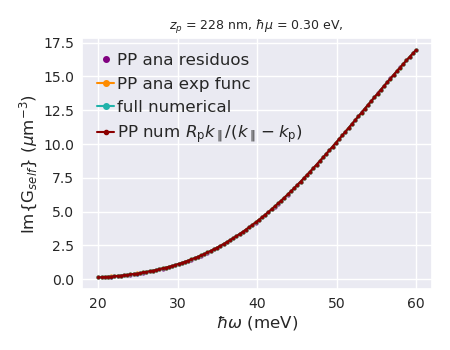 z_p = 228 nm, ℏμ = 0.30 eV,
17.5
15.0
12.5
10.0
7.5
5.0
2.5
0.0
Im{G_self} (μm⁻³)
PP ana residuos
PP ana exp func
full numerical
PP num R_p k_∥/(k_∥ − k_p)
20 30 40 50 60
ℏω (meV)